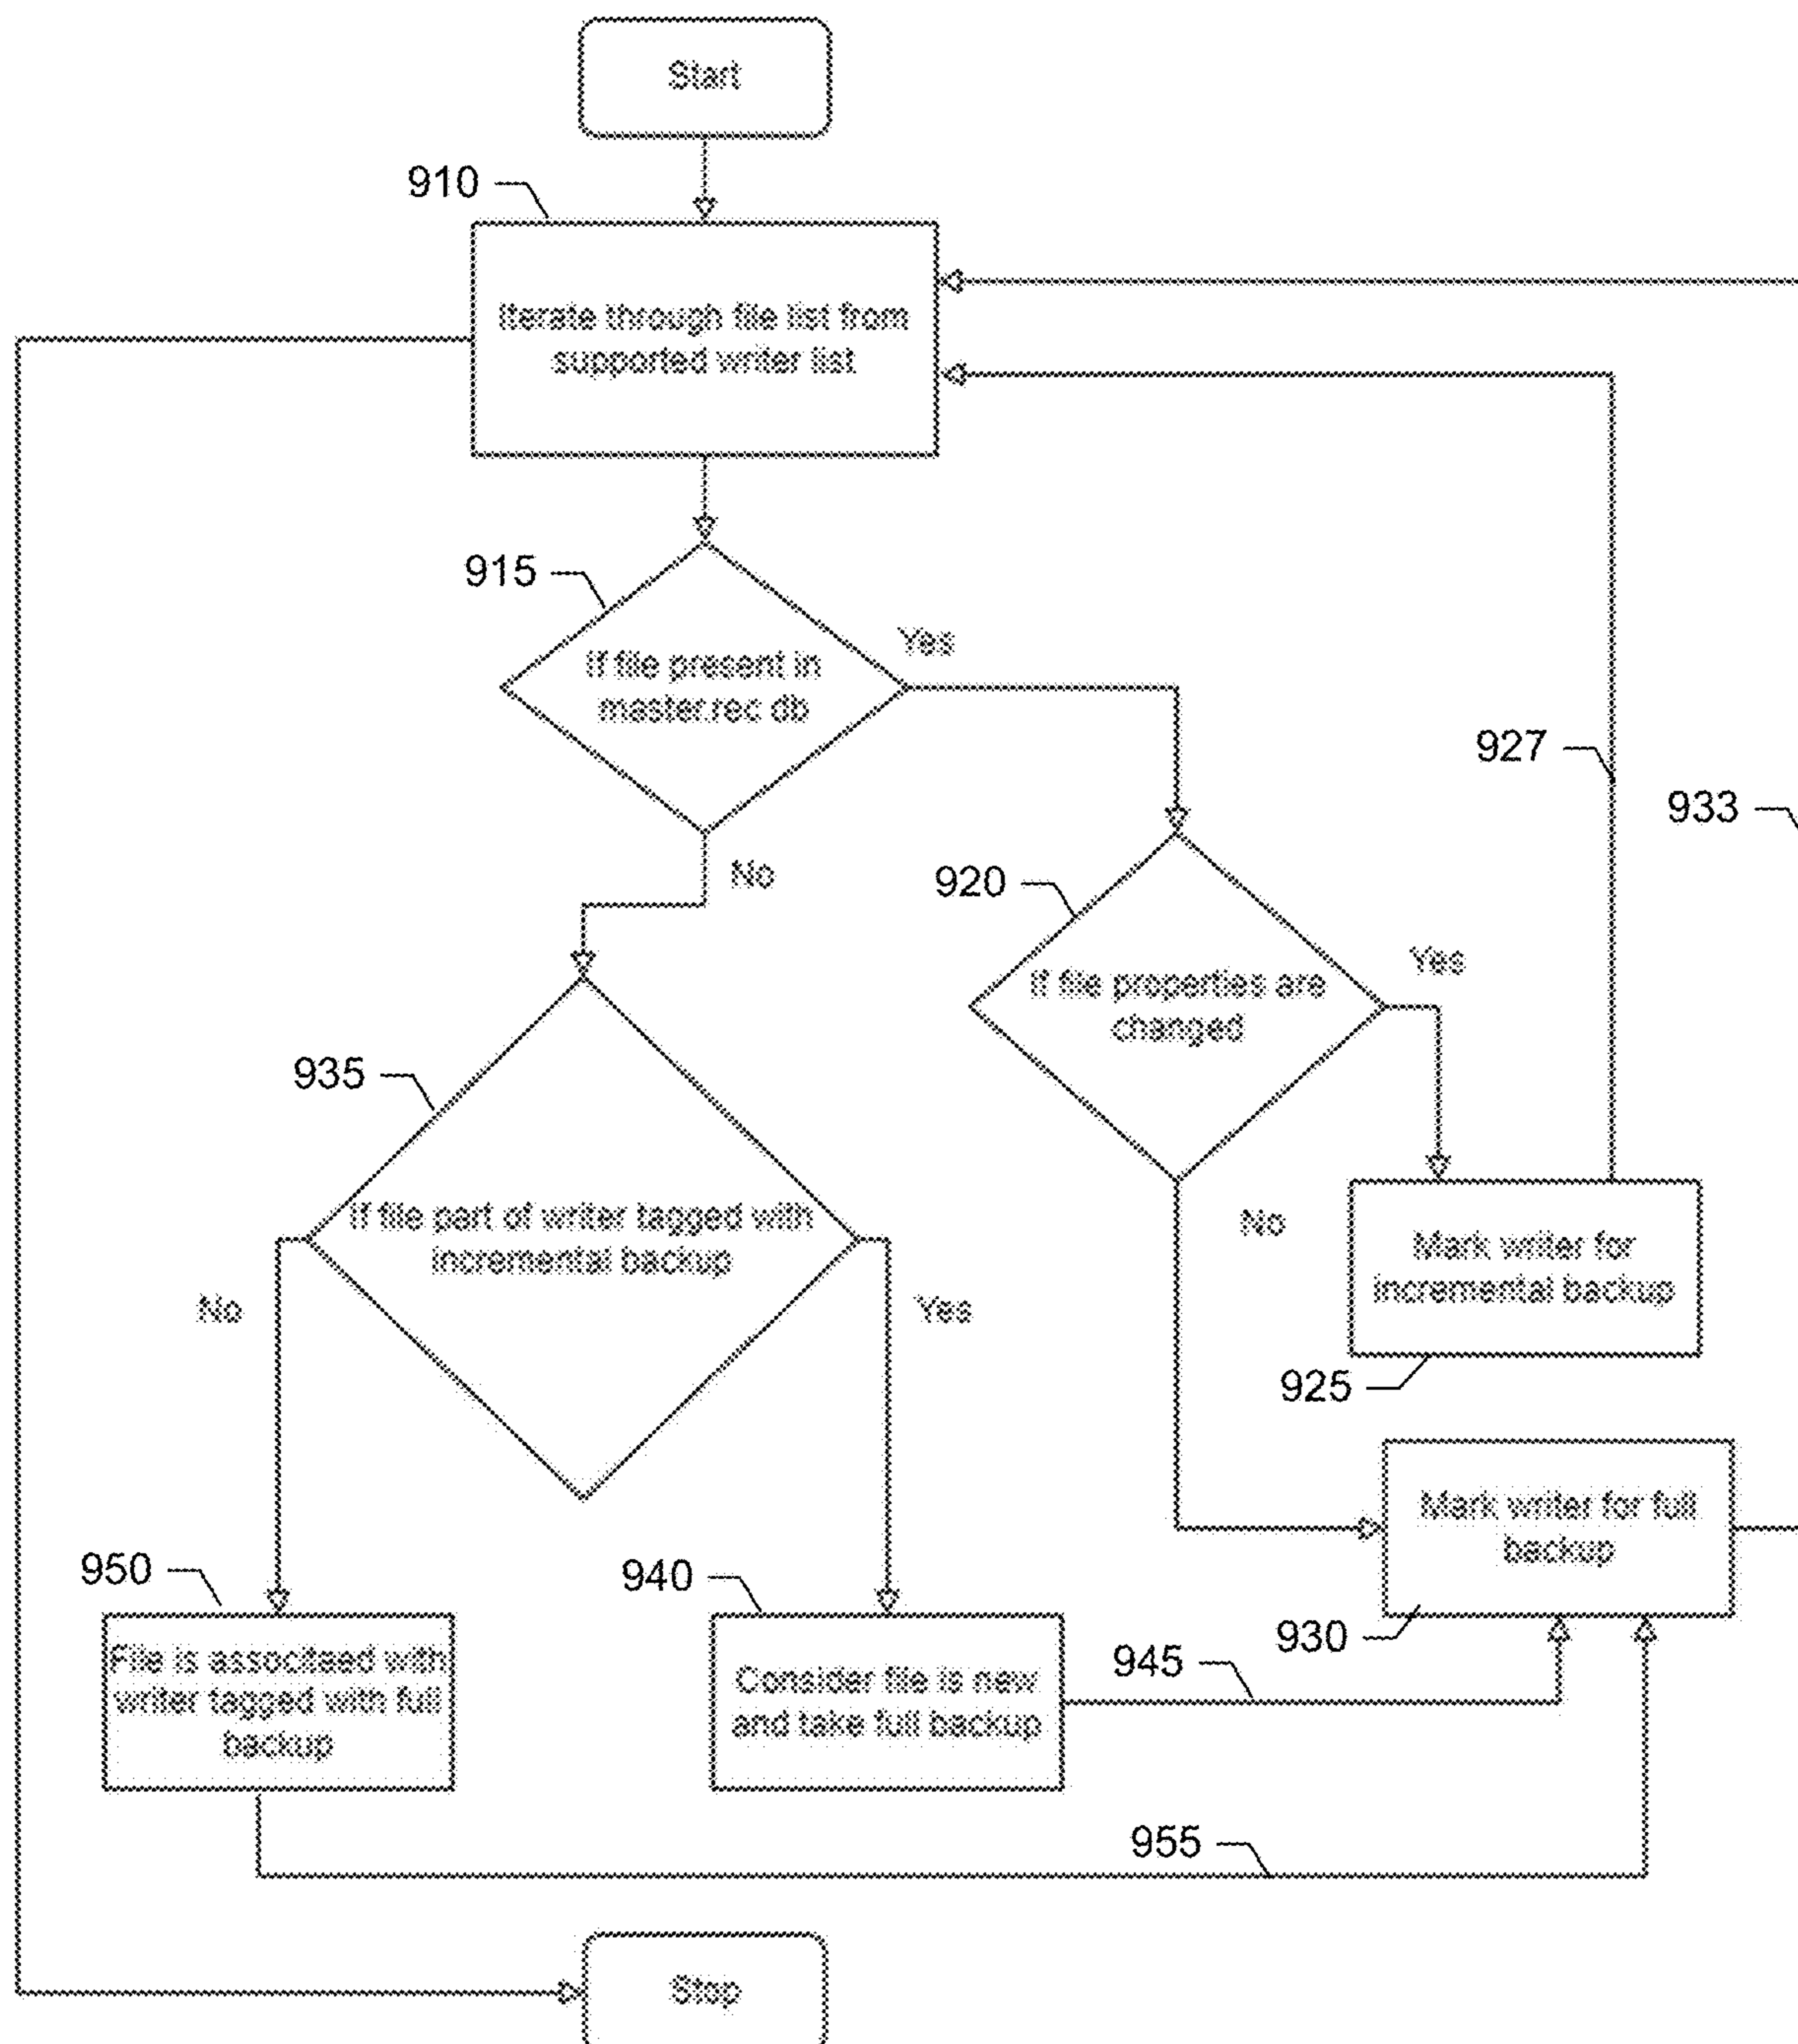 Start
910
Iterate through file list from
supported writer list
915
If file present in
master.rec db
Yes
No
927
933
920
If file properties are
changed
Yes
No
935
If file part of writer tagged with
incremental backup
No
Yes
Mark writer for
incremental backup
925
Mark writer for full
backup
930
950
File is associtaed with
writer tagged with full
backup
940
Consider file is new
and take full backup
945
955
Stop